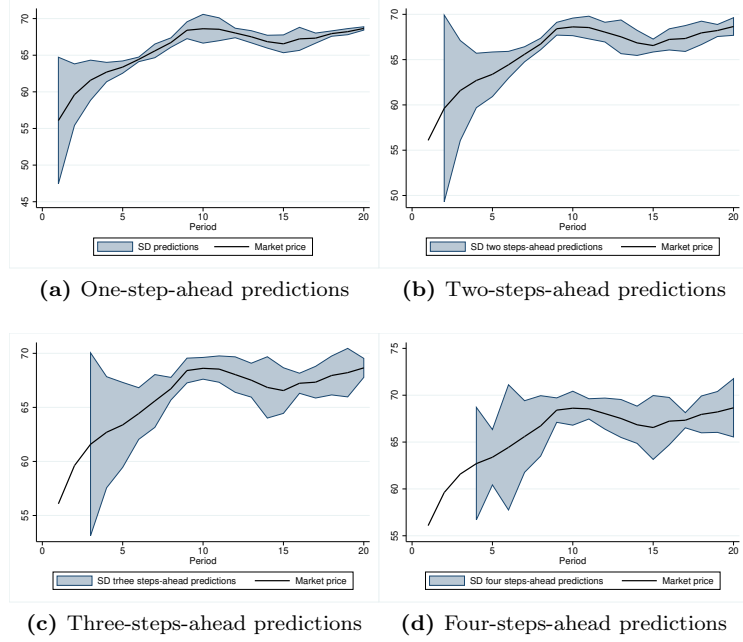 70
65
60
55
50
45
0 5 10 15 20
Period
SD predictions Market price
(a) One-step-ahead predictions
70
65
60
55
50
0 5 10 15 20
Period
SD two steps-ahead predictions Market price
(b) Two-steps-ahead predictions
70
65
60
55
0 5 10 15 20
Period
SD trhee steps-ahead predictions Market price
(c) Three-steps-ahead predictions
75
70
65
60
55
0 5 10 15 20
Period
SD four steps-ahead predictions Market price
(d) Four-steps-ahead predictions